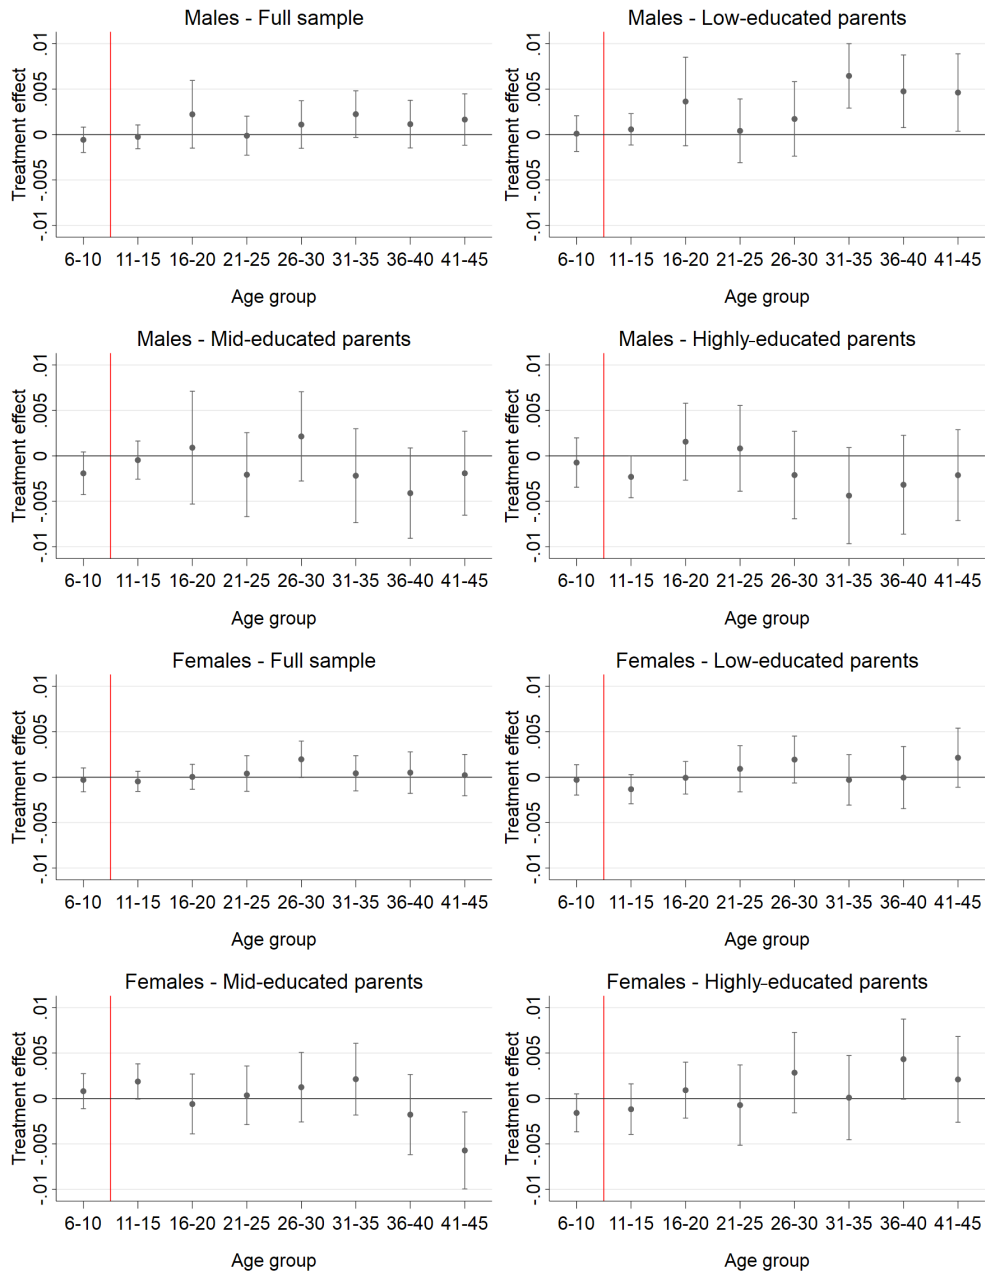 Males - Full sample
Treatment effect
.01
.005
0
-.005
-.01
6-10 11-15 16-20 21-25 26-30 31-35 36-40 41-45
Age group
Males - Low-educated parents
Treatment effect
.01
.005
0
-.005
-.01
6-10 11-15 16-20 21-25 26-30 31-35 36-40 41-45
Age group
Males - Mid-educated parents
Treatment effect
.01
.005
0
-.005
-.01
6-10 11-15 16-20 21-25 26-30 31-35 36-40 41-45
Age group
Males - Highly-educated parents
Treatment effect
.01
.005
0
-.005
-.01
6-10 11-15 16-20 21-25 26-30 31-35 36-40 41-45
Age group
Females - Full sample
Treatment effect
.01
.005
0
-.005
-.01
6-10 11-15 16-20 21-25 26-30 31-35 36-40 41-45
Age group
Females - Low-educated parents
Treatment effect
.01
.005
0
-.005
-.01
6-10 11-15 16-20 21-25 26-30 31-35 36-40 41-45
Age group
Females - Mid-educated parents
Treatment effect
.01
.005
0
-.005
-.01
6-10 11-15 16-20 21-25 26-30 31-35 36-40 41-45
Age group
Females - Highly-educated parents
Treatment effect
.01
.005
0
-.005
-.01
6-10 11-15 16-20 21-25 26-30 31-35 36-40 41-45
Age group